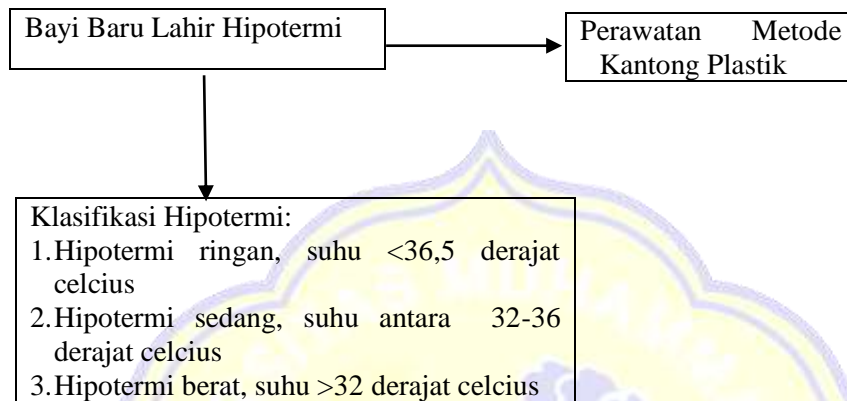 Bayi Baru Lahir Hipotermi
Perawatan Metode
Kantong Plastik
Klasifikasi Hipotermi:
1.Hipotermi ringan, suhu <36,5 derajat
celcius
2.Hipotermi sedang, suhu antara 32-36
derajat celcius
3.Hipotermi berat, suhu >32 derajat celcius